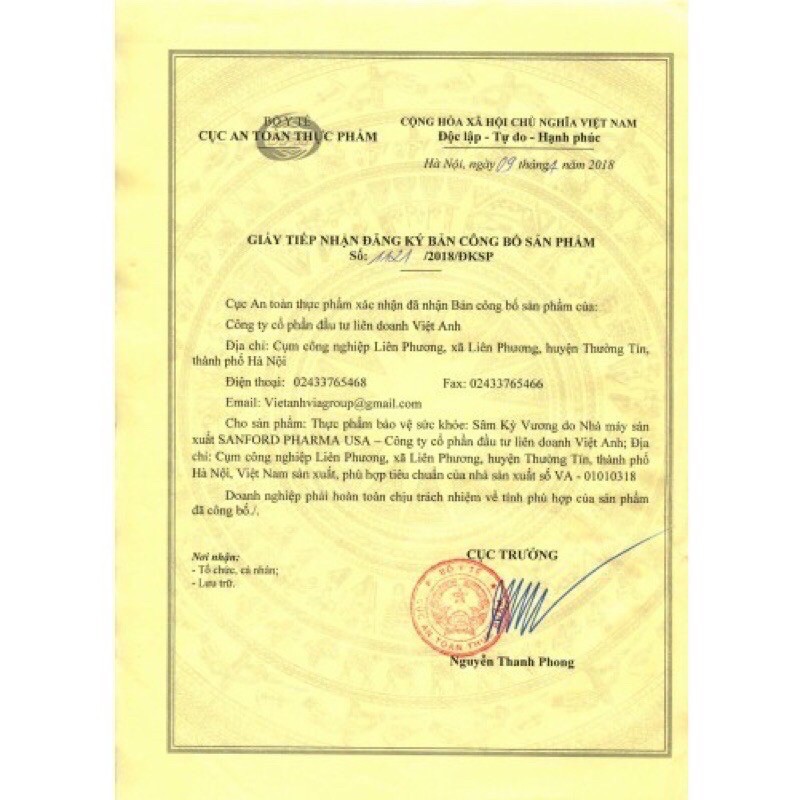 BỘ Y TẾ
CỤC AN TOÀN THỰC PHẨM
CỘNG HÒA XÃ HỘI CHỦ NGHĨA VIỆT NAM
Độc lập - Tự do - Hạnh phúc
Hà Nội, ngày 09 tháng 4 năm 2018
GIẤY TIẾP NHẬN ĐĂNG KÝ BẢN CÔNG BỐ SẢN PHẨM
Số: /2018/ĐKSP
Cục An toàn thực phẩm xác nhận đã nhận Bản công bố sản phẩm của:
Công ty cổ phần đầu tư liên doanh Việt Anh
Địa chỉ: Cụm công nghiệp Liên Phương, xã Liên Phương, huyện Thường Tín,
thành phố Hà Nội
Điện thoại: 02433765468 Fax: 02433765466
Email: Vietanhviagroup@gmail.com
Cho sản phẩm: Thực phẩm bảo vệ sức khỏe: Sâm Kỳ Vương do Nhà máy sản
xuất SANFORD PHARMA USA – Công ty cổ phần đầu tư liên doanh Việt Anh; Địa
chỉ: Cụm công nghiệp Liên Phương, xã Liên Phương, huyện Thường Tín, thành phố
Hà Nội, Việt Nam sản xuất, phù hợp tiêu chuẩn của nhà sản xuất số VA - 01010318
Doanh nghiệp phải hoàn toàn chịu trách nhiệm về tính phù hợp của sản phẩm
đã công bố./.
Nơi nhận:
- Tổ chức, cá nhân;
- Lưu trữ.
CỤC TRƯỞNG
BỘ Y TẾ
CỤC AN TOÀN
Nguyễn Thanh Phong